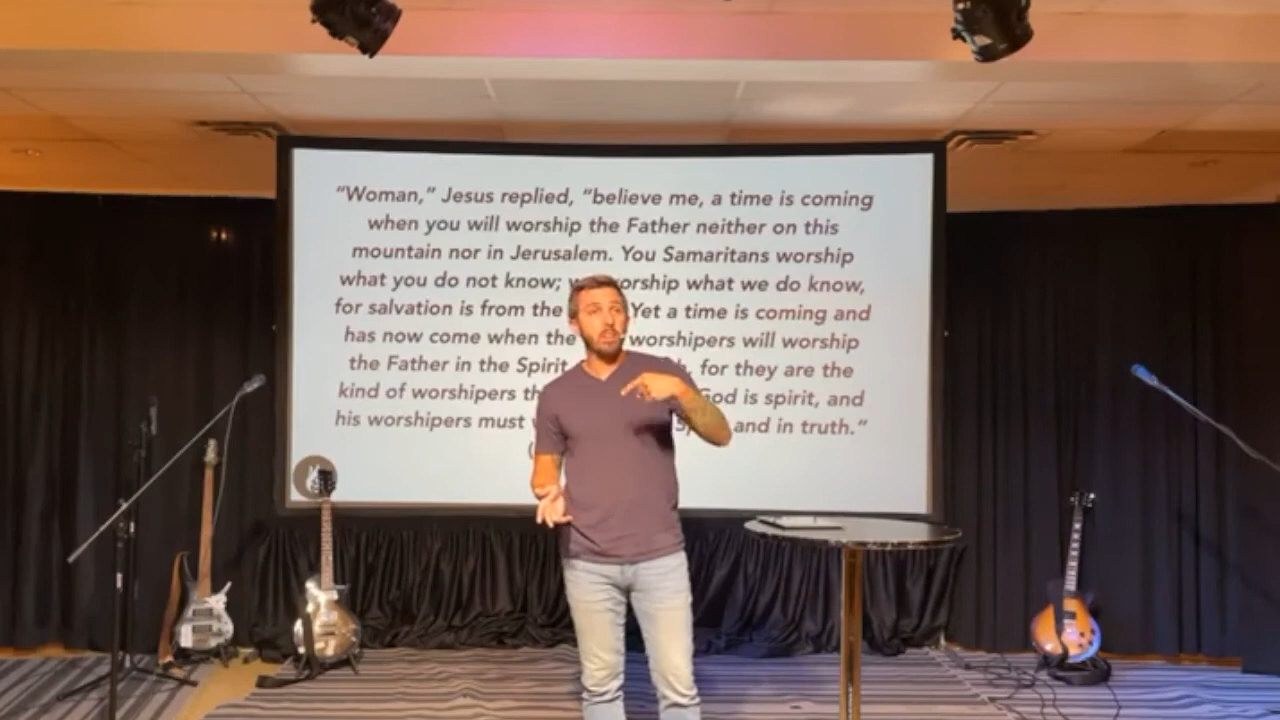 “Woman,” Jesus replied, “believe me, a time is coming
when you will worship the Father neither on this
mountain nor in Jerusalem. You Samaritans worship
what you do not know; worship what we do know,
for salvation is from the Yet a time is coming and
has now come when the worshipers will worship
the Father in the Spirit for they are the
kind of worshipers God is spirit, and
his worshipers must and in truth.”